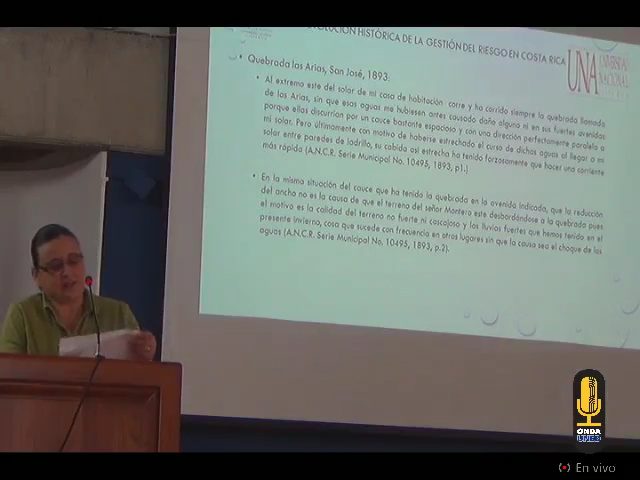 EVOLUCIÓN HISTÓRICA DE LA GESTIÓN DEL RIESGO EN COSTA RICA
UNA
UNIVERSIDAD
NACIONAL
• Quebrada las Arias, San José, 1893:
• Al extremo este del solar de mi casa de habitación corre y ha corrido siempre la quebrada llamada
de las Arias, sin que esas aguas me hubiesen antes causado daño alguno ni en sus fuertes avenidas
porque ellas discurrían por un cauce bastante espacioso y con una dirección perfectamente paralela a
mi solar. Pero últimamente con motivo de haberse estrechado el curso de dichas aguas al llegar a mi
solar entre paredes de ladrillo, su cabida así estrecha ha tenido forzosamente que hacer una corriente
más rápida (A.N.C.R. Serie Municipal No. 10495, 1893, p1.)
• En la misma situación del cauce que ha tenido la quebrada en la avenida indicada, que la reducción
del ancho no es la causa de que el terreno del señor Montero este desbordándose a la quebrada pues
el motivo es la calidad del terreno no fuerte ni cascajoso y las lluvias fuertes que hemos tenido en el
presente invierno, cosa que sucede con frecuencia en otros lugares sin que la causa sea el choque de las
aguas (A.N.C.R. Serie Municipal No, 10495, 1893, p.2).
ONDA
UNED
En vivo